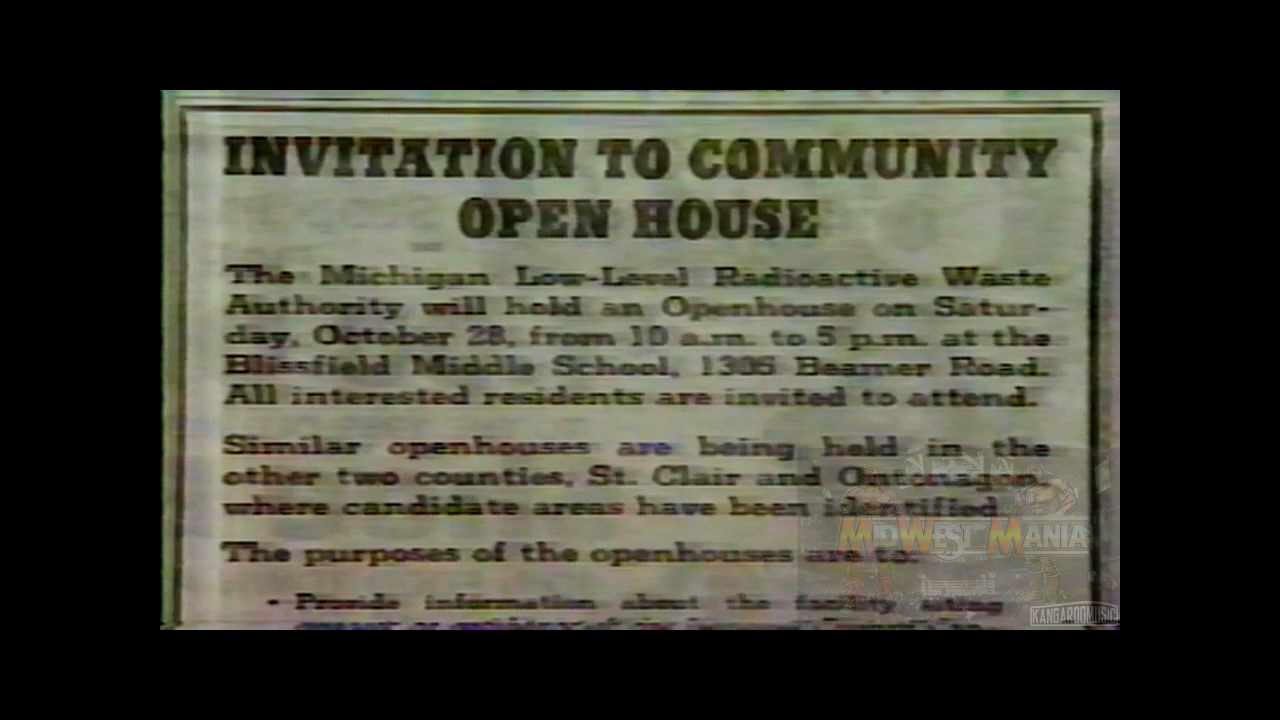 INVITATION TO COMMUNITY
OPEN HOUSE
The Michigan Low-Level Radioactive Waste
Authority will hold an Openhouse on Satur-
day, October 28, from 10 a.m. to 5 p.m. at the
Blissfield Middle School, 1305 Beamer Road.
All interested residents are invited to attend.
Similar openhouses are being held in the
other two counties, St. Clair and Ontonagon,
where candidate areas have been identified.
The purposes of the openhouses are to:
• Provide information about the facility siting
MIDWEST MANIA
KANGAROOMUSIC